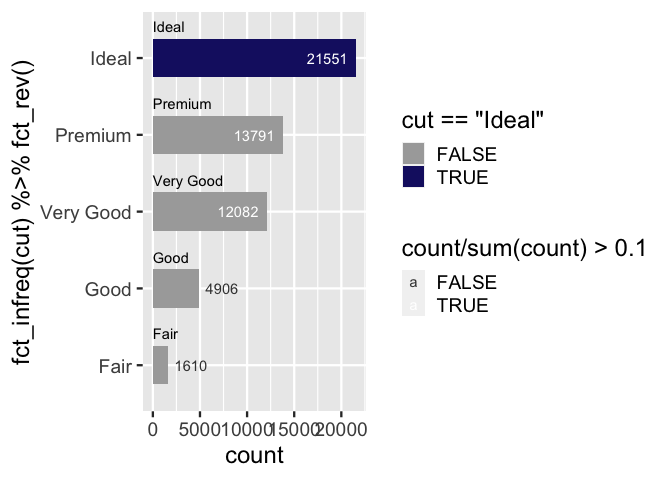 fct_infreq(cut) %>% fct_rev()
Ideal
Ideal
21551
Premium
Premium
13791
Very Good
Very Good
12082
Good
Good
4906
Fair
Fair
1610
0 5000 10000 15000 20000
count
cut == "Ideal"
FALSE
TRUE
count/sum(count) > 0.1
a FALSE
a TRUE